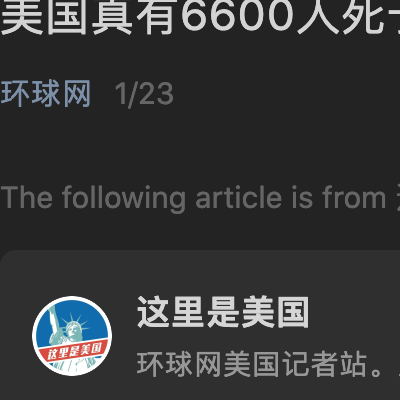 美国真有6600人死
环球网 1/23
The following article is from
这里是美国
这里是美国
环球网美国记者站。